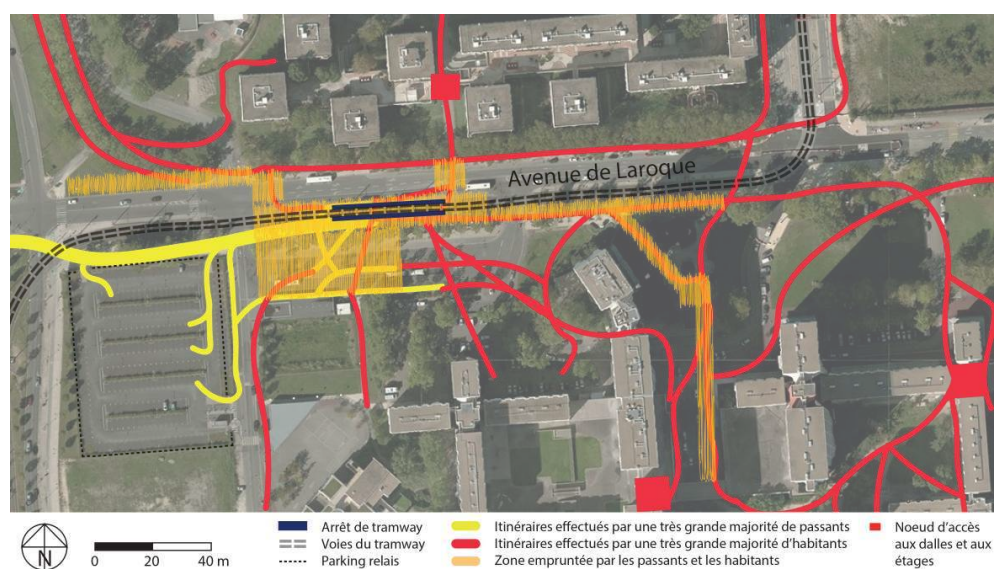 Avenue de Laroque
N
0 20 40 m
Arrêt de tramway
Voies du tramway
Parking relais
Itinéraires effectués par une très grande majorité de passants
Itinéraires effectués par une très grande majorité d'habitants
Zone empruntée par les passants et les habitants
Noeud d'accès
aux dalles et aux
étages